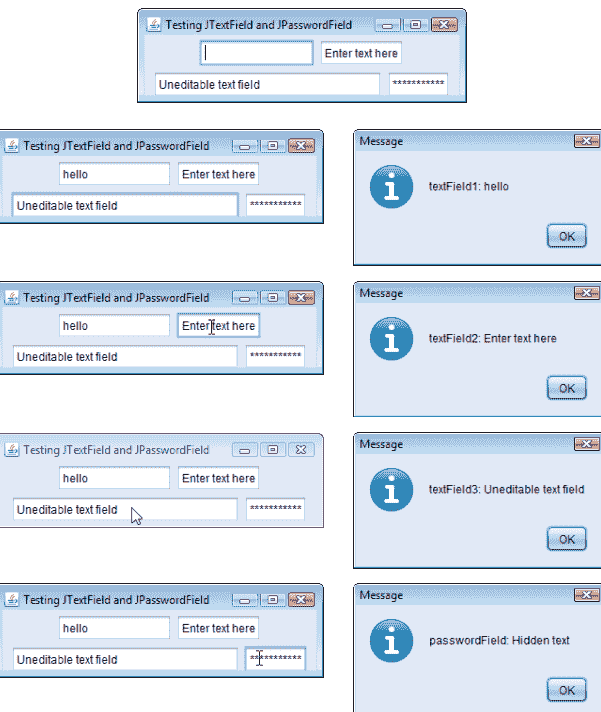 Testing JTextField and JPasswordField
Enter text here
Uneditable text field
***********
Testing JTextField and JPasswordField
hello
Enter text here
Uneditable text field
***********
Message
textField1: hello
OK
Testing JTextField and JPasswordField
hello
Enter text here
Uneditable text field
***********
Message
textField2: Enter text here
OK
Testing JTextField and JPasswordField
hello
Enter text here
Uneditable text field
***********
Message
textField3: Uneditable text field
OK
Testing JTextField and JPasswordField
hello
Enter text here
Uneditable text field
***********
Message
passwordField: Hidden text
OK